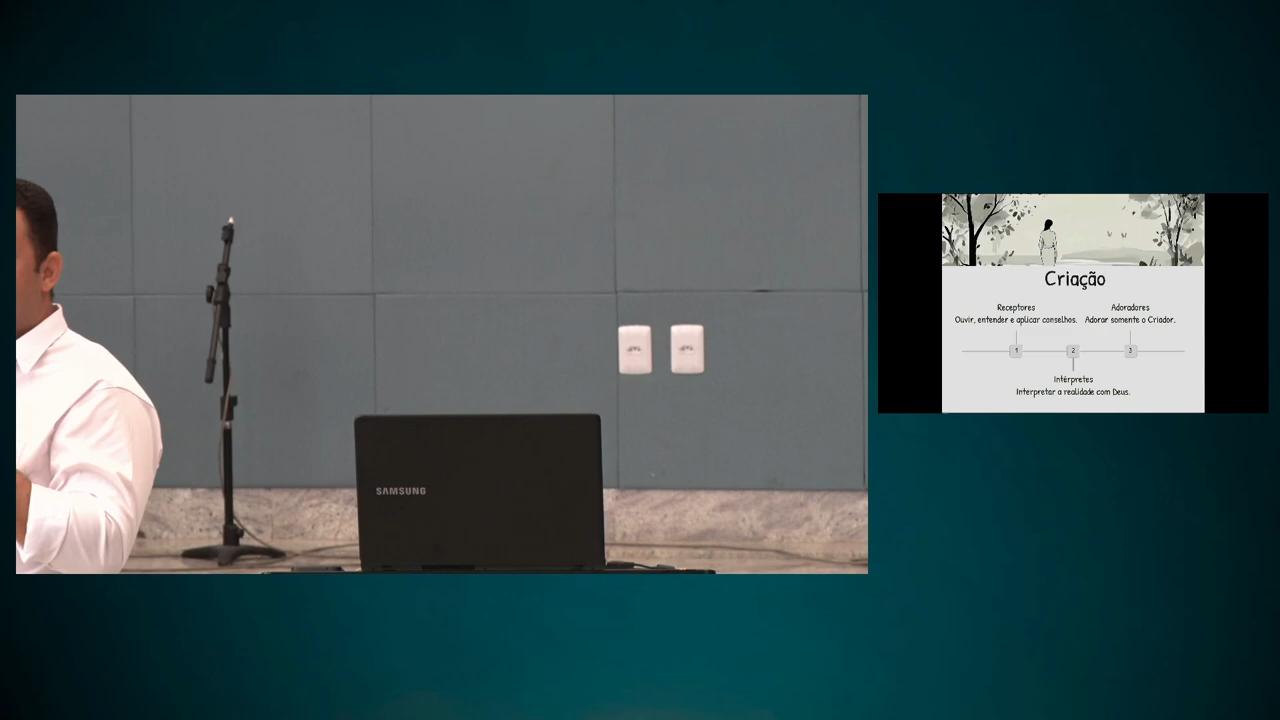 SAMSUNG
Criação
Receptores
Ouvir, entender e aplicar conselhos.
Adoradores
Adorar somente o Criador.
1
2
3
Intérpretes
Interpretar a realidade com Deus.